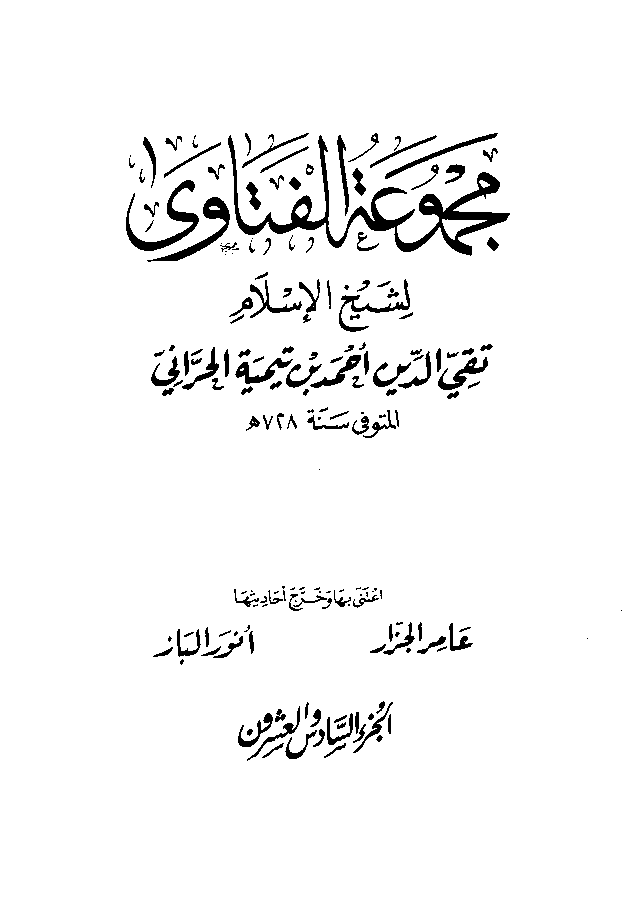 مجموعة الفتاوى
لشيخ الإسلام
تقي الدين أحمد بن تيمية الحراني
المتوفى سنة ٧٢٨هـ
اعتنى بها وخرج أحاديثها
عامر الجزار أنور الباز
الجزء السادس والعشرون